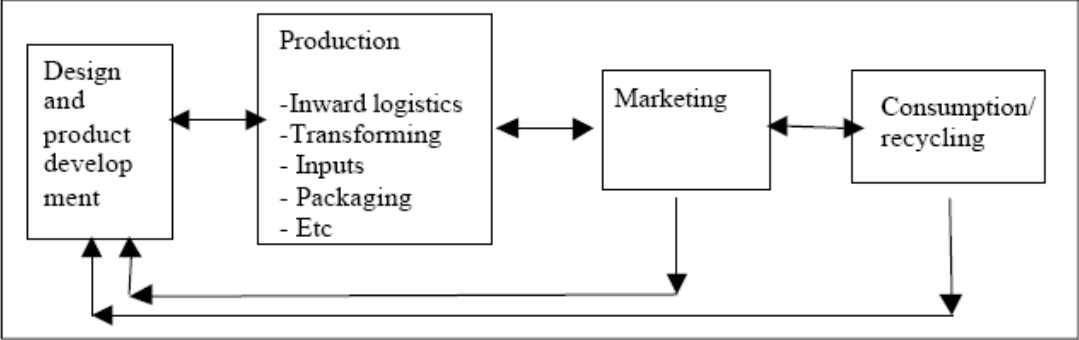 Design
and
product
develop
ment
Production
-Inward logistics
-Transforming
- Inputs
- Packaging
- Etc
Marketing
Consumption/
recycling